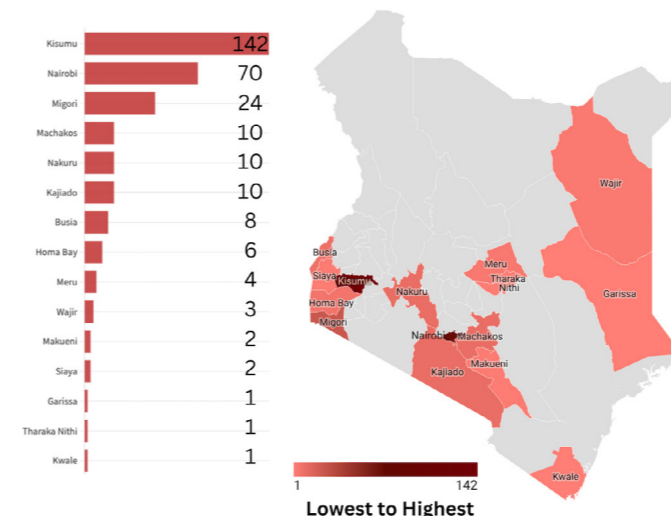 Kisumu 142
Nairobi 70
Migori 24
Machakos 10
Nakuru 10
Kajiado 10
Busia 8
Homa Bay 6
Meru 4
Wajir 3
Makueni 2
Siaya 2
Garissa 1
Tharaka Nithi 1
Kwale 1
Wajir
Busia
Siaya
Kisumu
Homa Bay
Migori
Nakuru
Meru
Tharaka
Nithi
Garissa
Nairobi
Machakos
Makueni
Kajiado
Kwale
1 142
Lowest to Highest